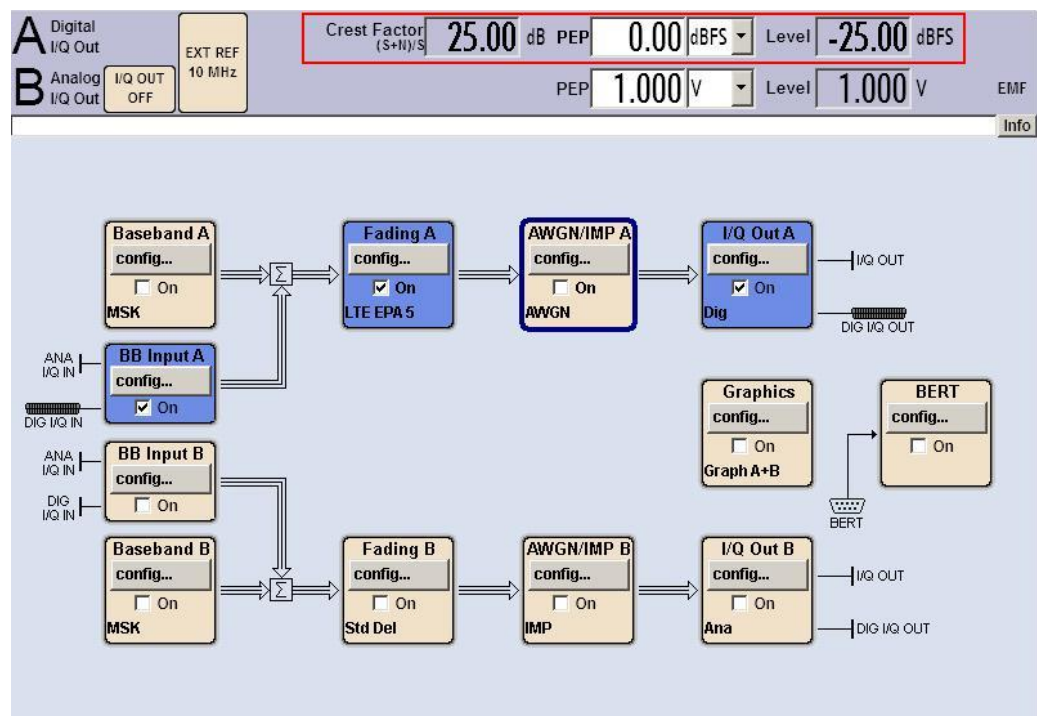 A Digital I/Q Out
EXT REF 10 MHz
Crest Factor (S+N)/S 25.00 dB PEP 0.00 dBFS Level -25.00 dBFS
B Analog I/Q Out
I/Q OUT OFF
PEP 1.000 V Level 1.000 V EMF
Info
Baseband A
config...
On
MSK
Fading A
config...
On
LTE EPA 5
AWGN/IMP A
config...
On
AWGN
I/Q Out A
config...
On
Dig
I/Q OUT
DIG I/Q OUT
ANA I/Q IN
DIG I/Q IN
BB Input A
config...
On
Graphics
config...
On
Graph A+B
BERT
config...
On
BERT
ANA I/Q IN
DIG I/Q IN
BB Input B
config...
On
Baseband B
config...
On
MSK
Fading B
config...
On
Std Del
AWGN/IMP B
config...
On
IMP
I/Q Out B
config...
On
Ana
I/Q OUT
DIG I/Q OUT